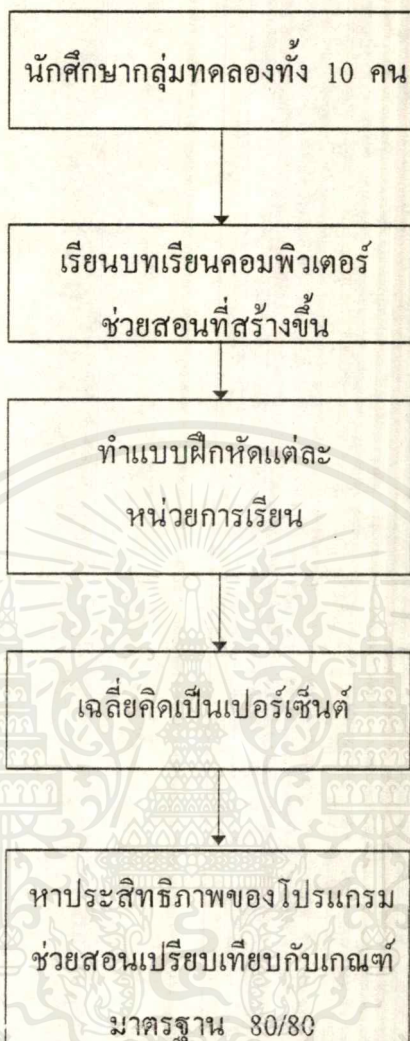 นักศึกษากลุ่มทดลองทั้ง 10 คน
เรียนบทเรียนคอมพิวเตอร์
ช่วยสอนที่สร้างขึ้น
ทำแบบฝึกหัดแต่ละ
หน่วยการเรียน
เฉลี่ยคิดเป็นเปอร์เซ็นต์
หาประสิทธิภาพของโปรแกรม
ช่วยสอนเปรียบเทียบกับเกณฑ์
มาตรฐาน 80/80